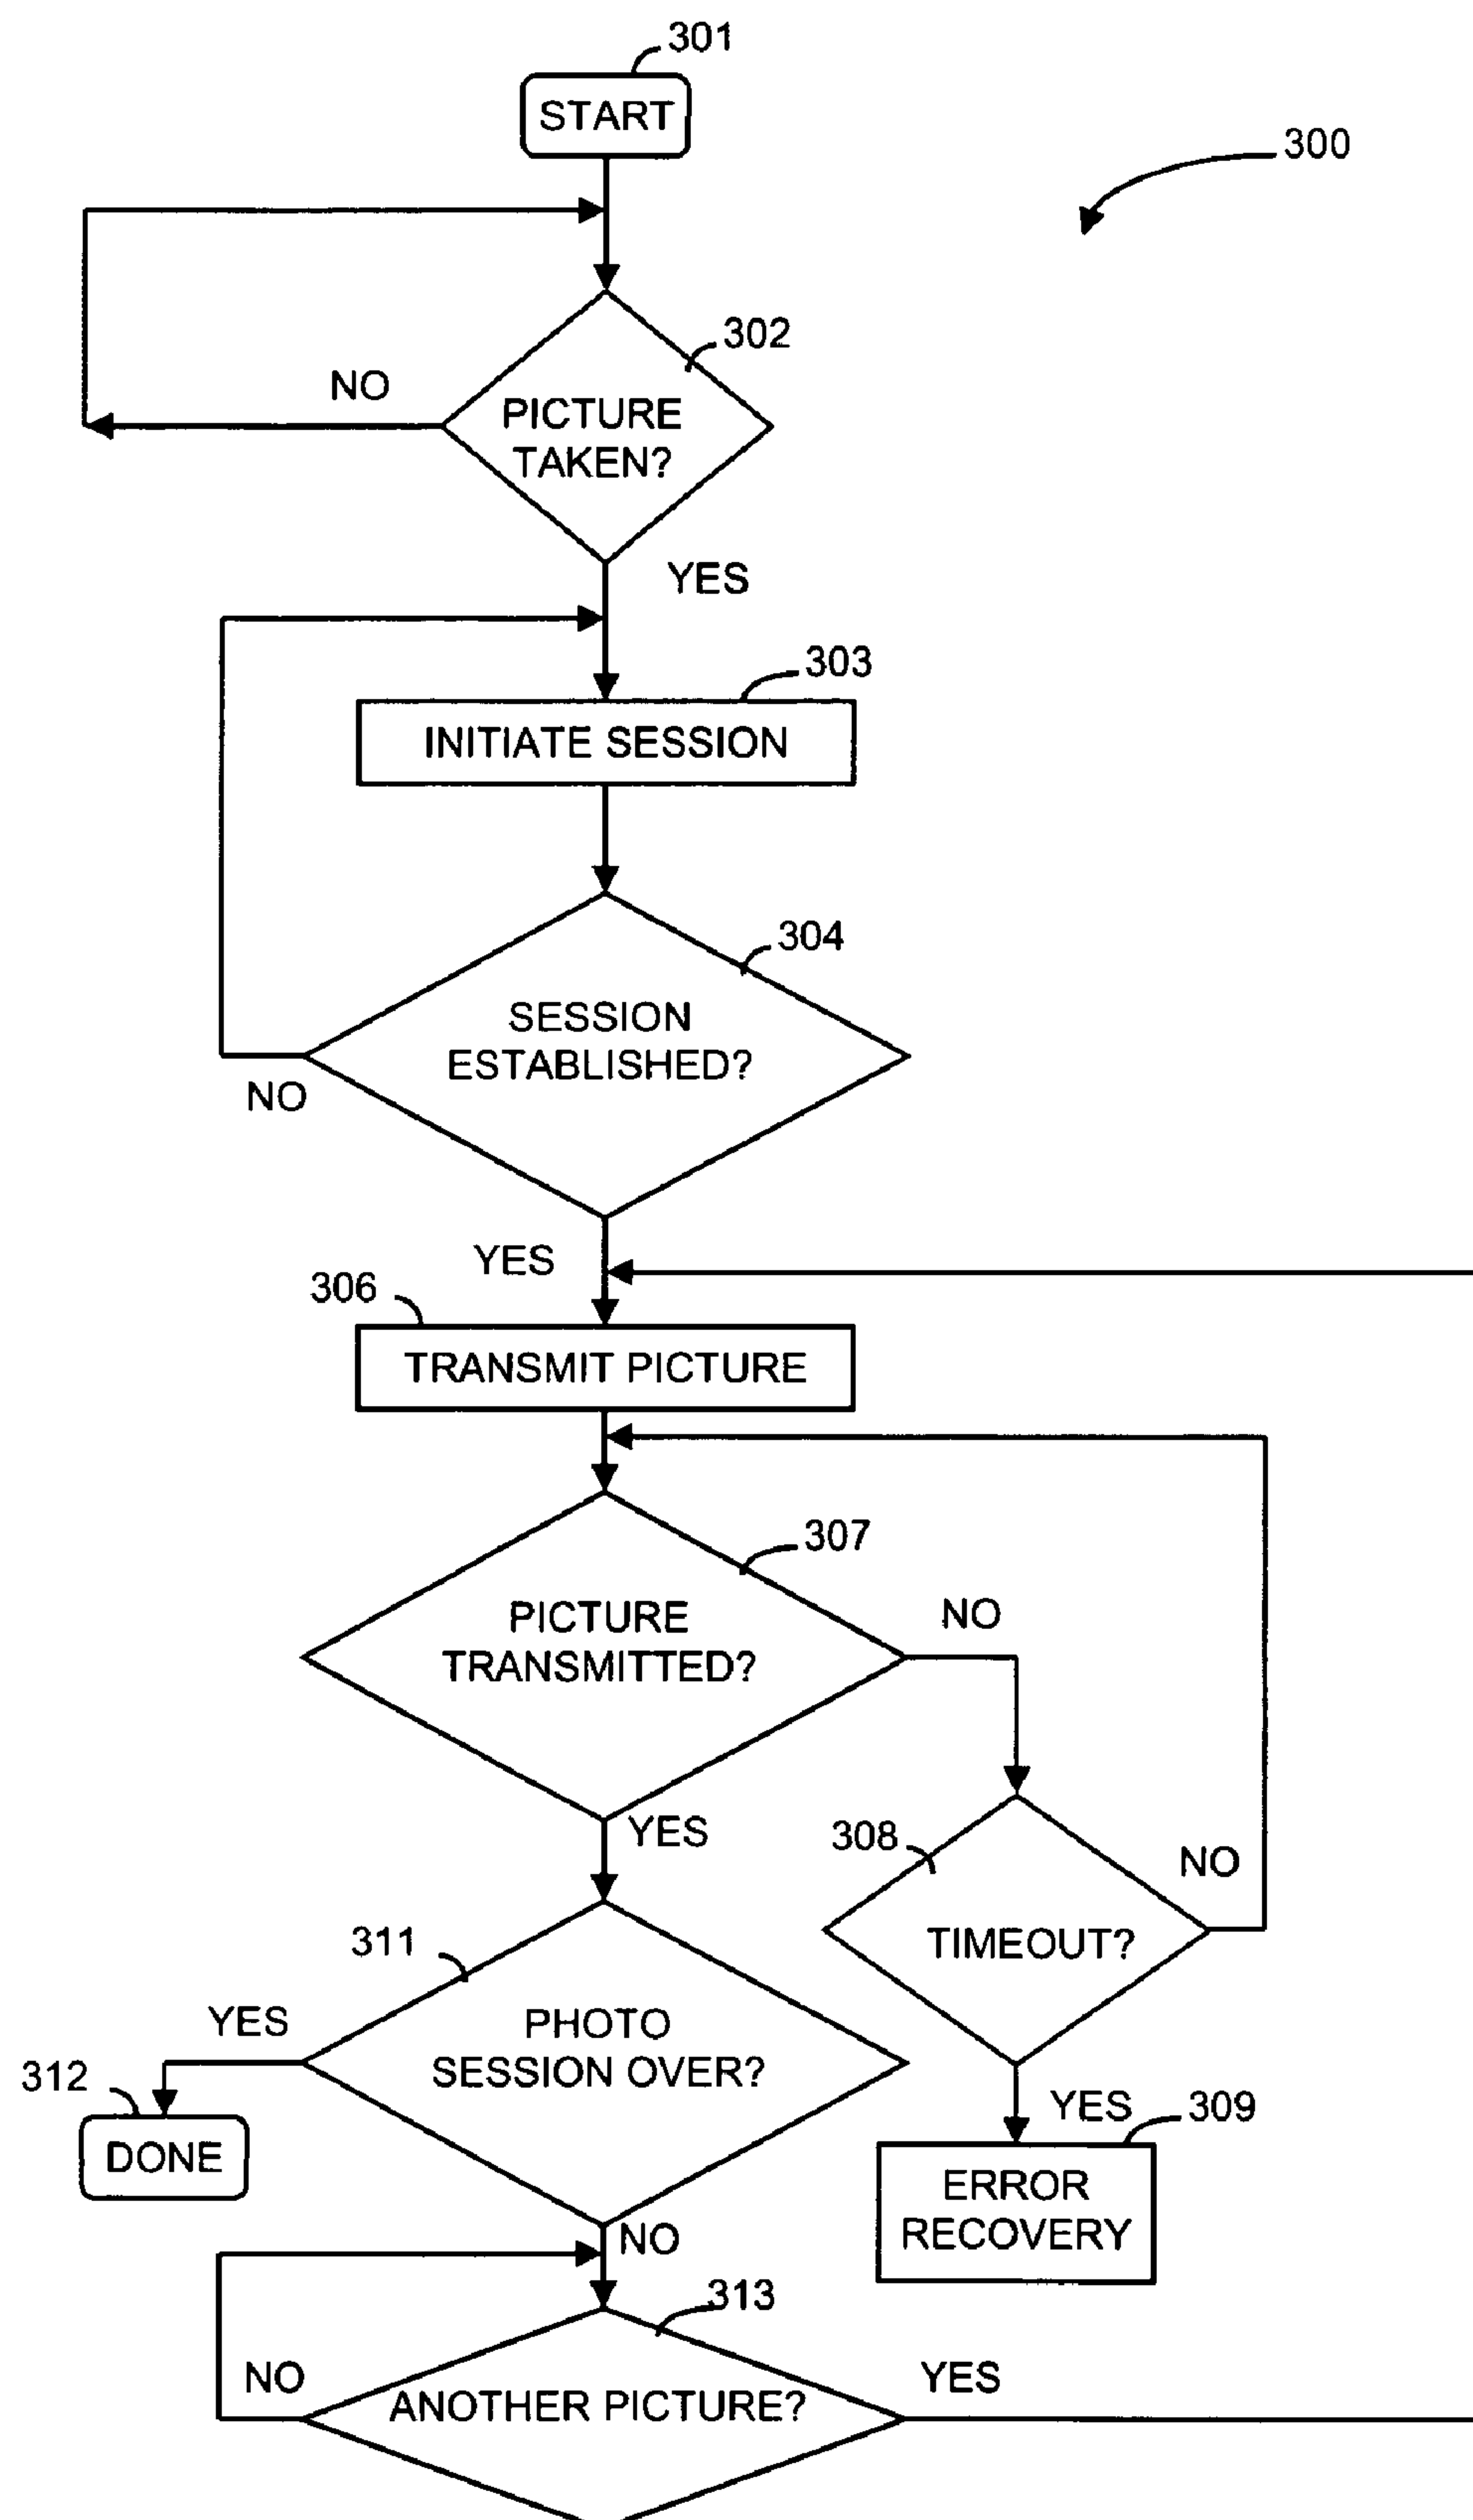 301
START
300
302
NO
PICTURE
TAKEN?
YES
303
INITIATE SESSION
304
SESSION
ESTABLISHED?
NO
YES
306
TRANSMIT PICTURE
307
PICTURE
TRANSMITTED?
NO
YES
308
NO
TIMEOUT?
311
YES
PHOTO
SESSION OVER?
312
DONE
YES
309
ERROR
RECOVERY
NO
313
NO
ANOTHER PICTURE?
YES